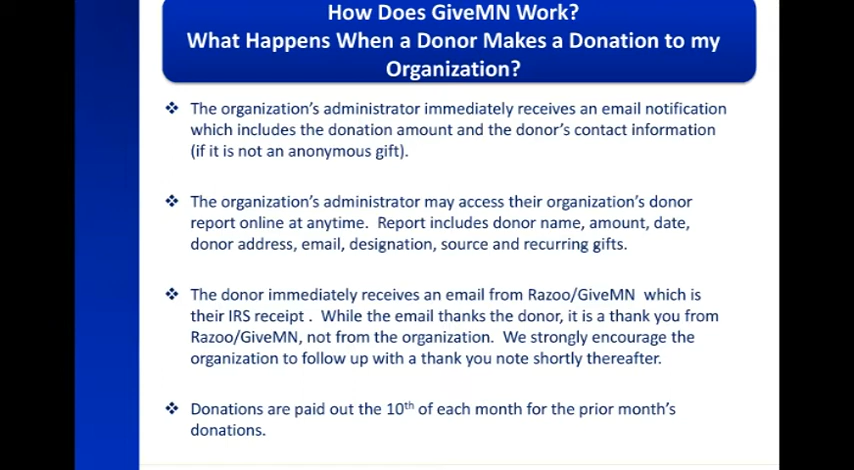 How Does GiveMN Work?
What Happens When a Donor Makes a Donation to my
Organization?
❖ The organization's administrator immediately receives an email notification
which includes the donation amount and the donor's contact information
(if it is not an anonymous gift).
❖ The organization's administrator may access their organization's donor
report online at anytime.  Report includes donor name, amount, date,
donor address, email, designation, source and recurring gifts.
❖ The donor immediately receives an email from Razoo/GiveMN  which is
their IRS receipt .  While the email thanks the donor, it is a thank you from
Razoo/GiveMN, not from the organization.  We strongly encourage the
organization to follow up with a thank you note shortly thereafter.
❖ Donations are paid out the 10th of each month for the prior month's
donations.